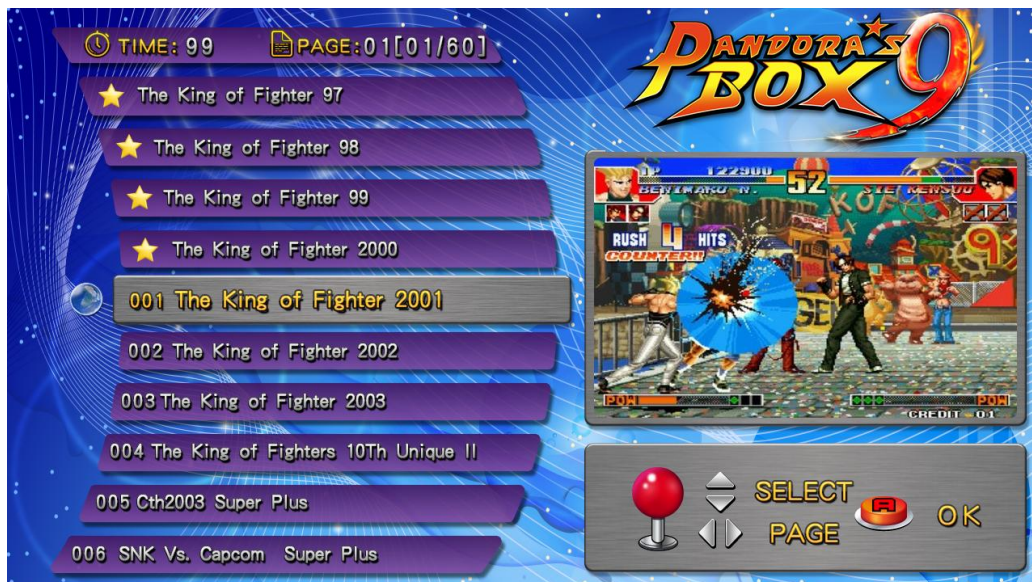 TIME: 99
PAGE:01[01/60]
The King of Fighter 97
The King of Fighter 98
The King of Fighter 99
The King of Fighter 2000
001 The King of Fighter 2001
002 The King of Fighter 2002
003 The King of Fighter 2003
004 The King of Fighters 10Th Unique II
005 Cth2003 Super Plus
006 SNK Vs. Capcom Super Plus
PANDORA'S
BOX 9
1P 122900
52
BENIMARU N.
SIE KENSOU
KOF
RUSH 4 HITS
COUNTER!!
9
POW
POW
CREDIT 01
SELECT
PAGE
A
OK